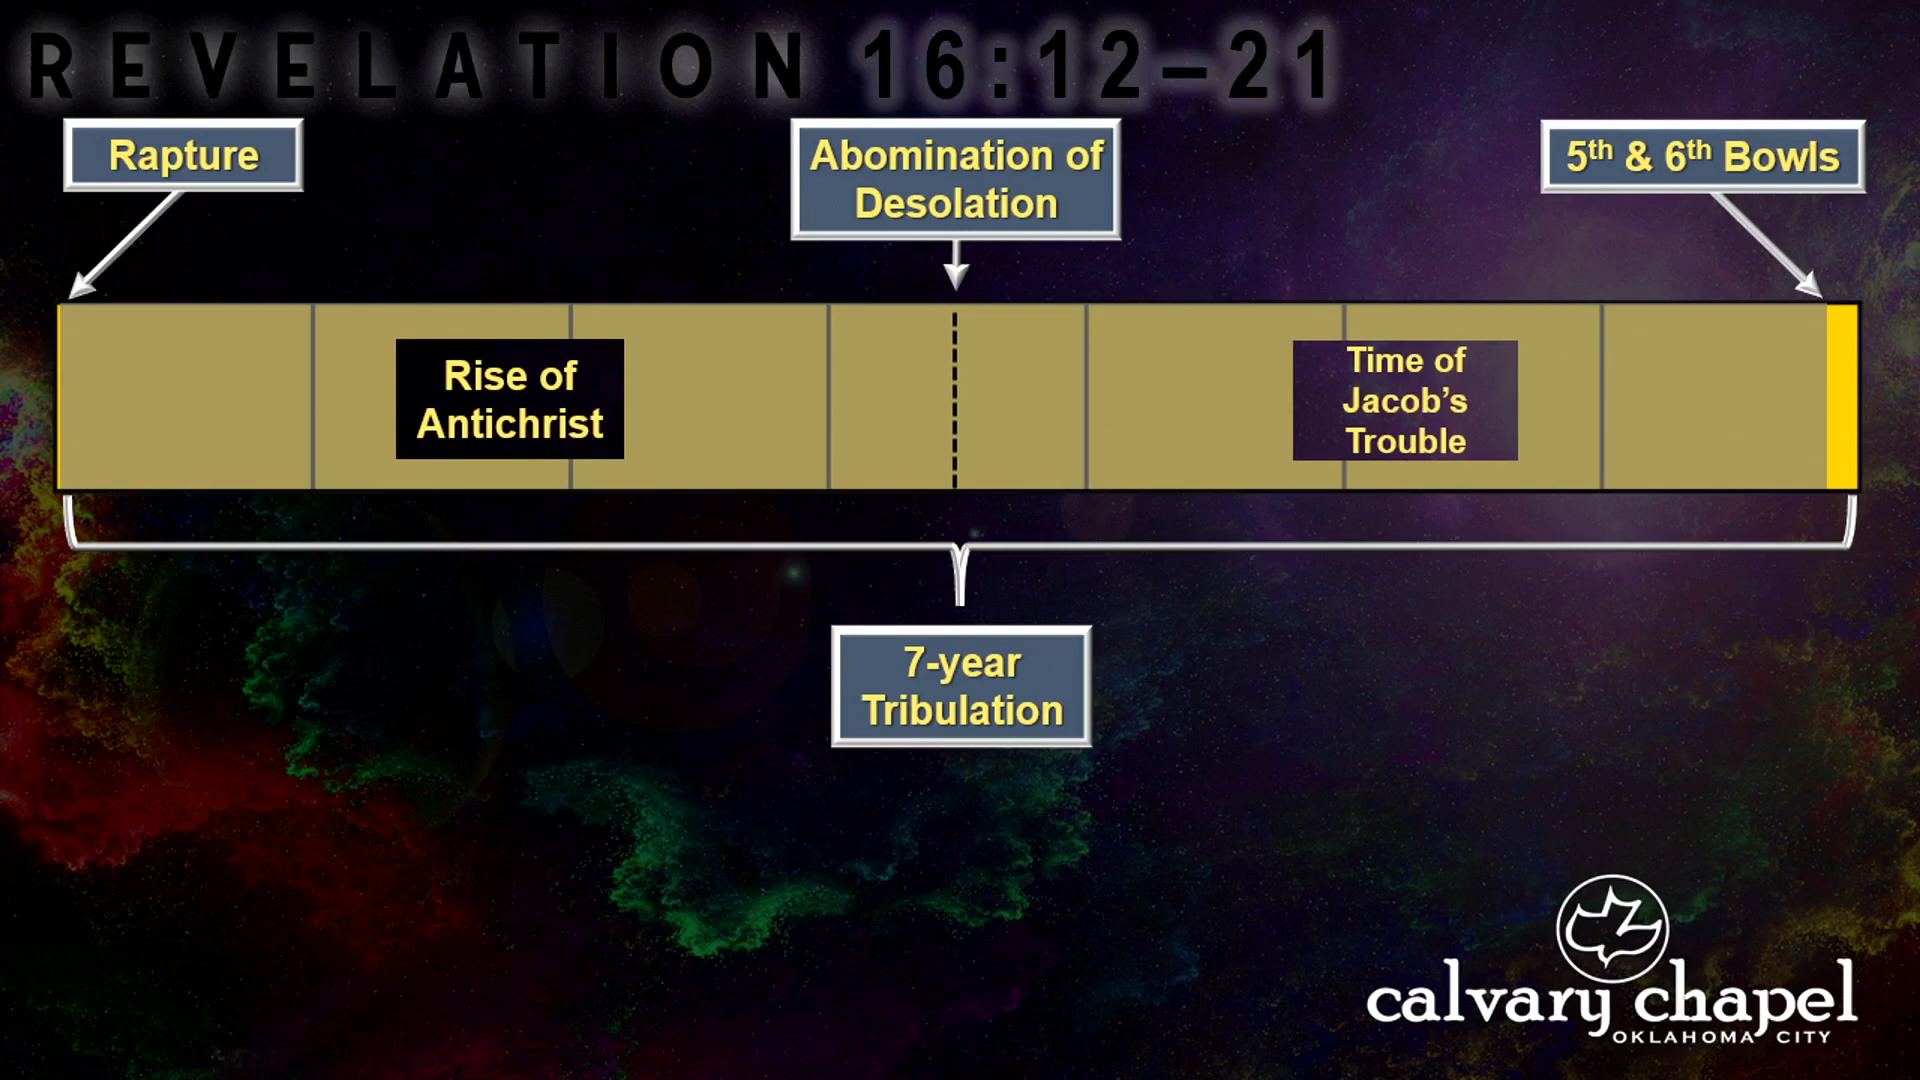 REVELATION 16:12–21
Rapture
Abomination of
Desolation
5th & 6th Bowls
Rise of
Antichrist
Time of
Jacob’s
Trouble
7-year
Tribulation
calvary chapel
OKLAHOMA CITY